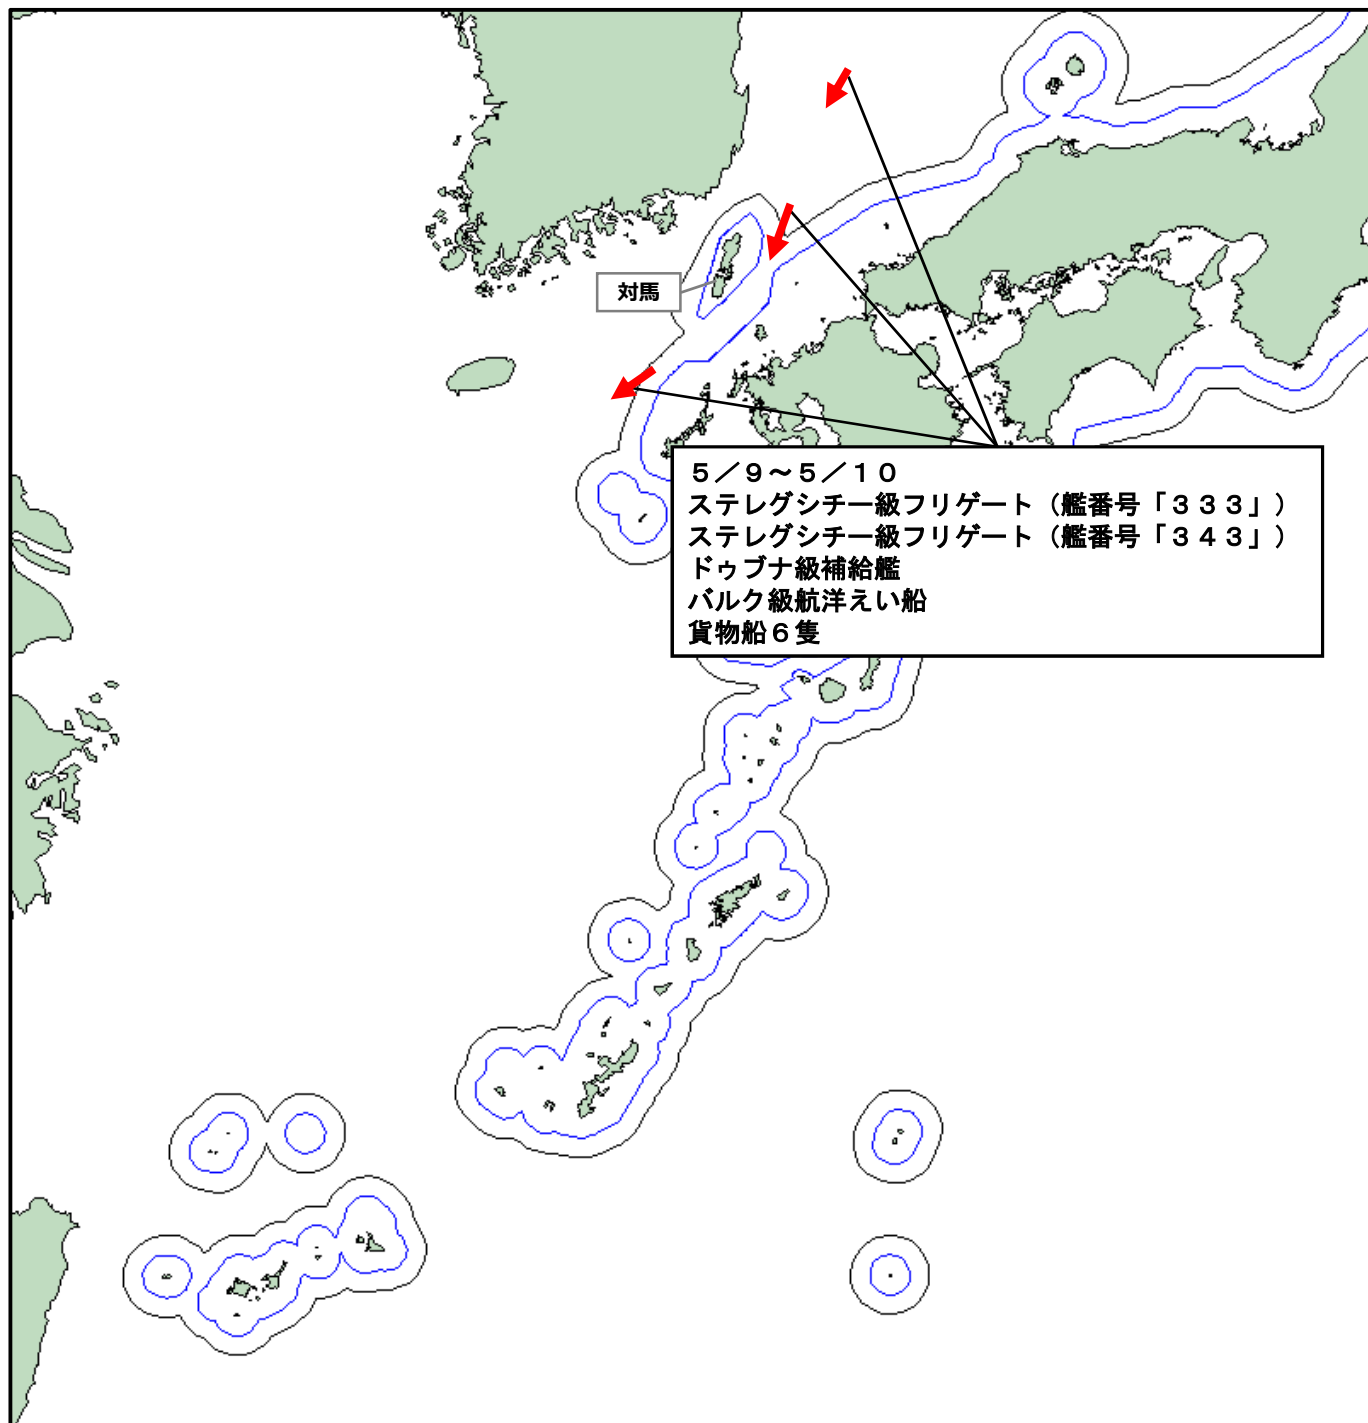 対馬
５／９～５／１０
ステレグシチー級フリゲート（艦番号「３３３」）
ステレグシチー級フリゲート（艦番号「３４３」）
ドゥブナ級補給艦
バルク級航洋えい船
貨物船６隻